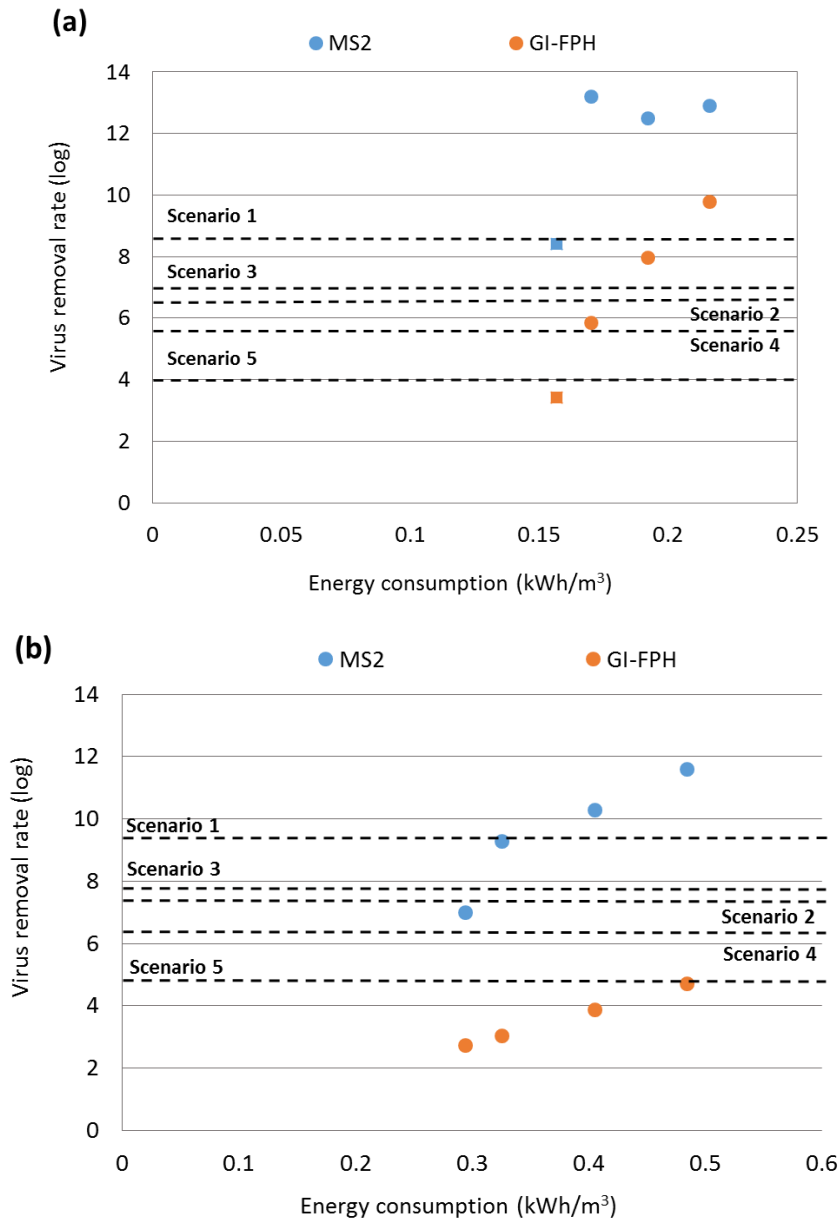 (a)
MS2 GI-FPH
Virus removal rate (log)
14
12
10
8
6
4
2
0
Scenario 1
Scenario 3
Scenario 2
Scenario 4
Scenario 5
0 0.05 0.1 0.15 0.2 0.25
Energy consumption (kWh/m³)
(b)
MS2 GI-FPH
Virus removal rate (log)
14
12
10
8
6
4
2
0
Scenario 1
Scenario 3
Scenario 2
Scenario 4
Scenario 5
0 0.1 0.2 0.3 0.4 0.5 0.6
Energy consumption (kWh/m³)